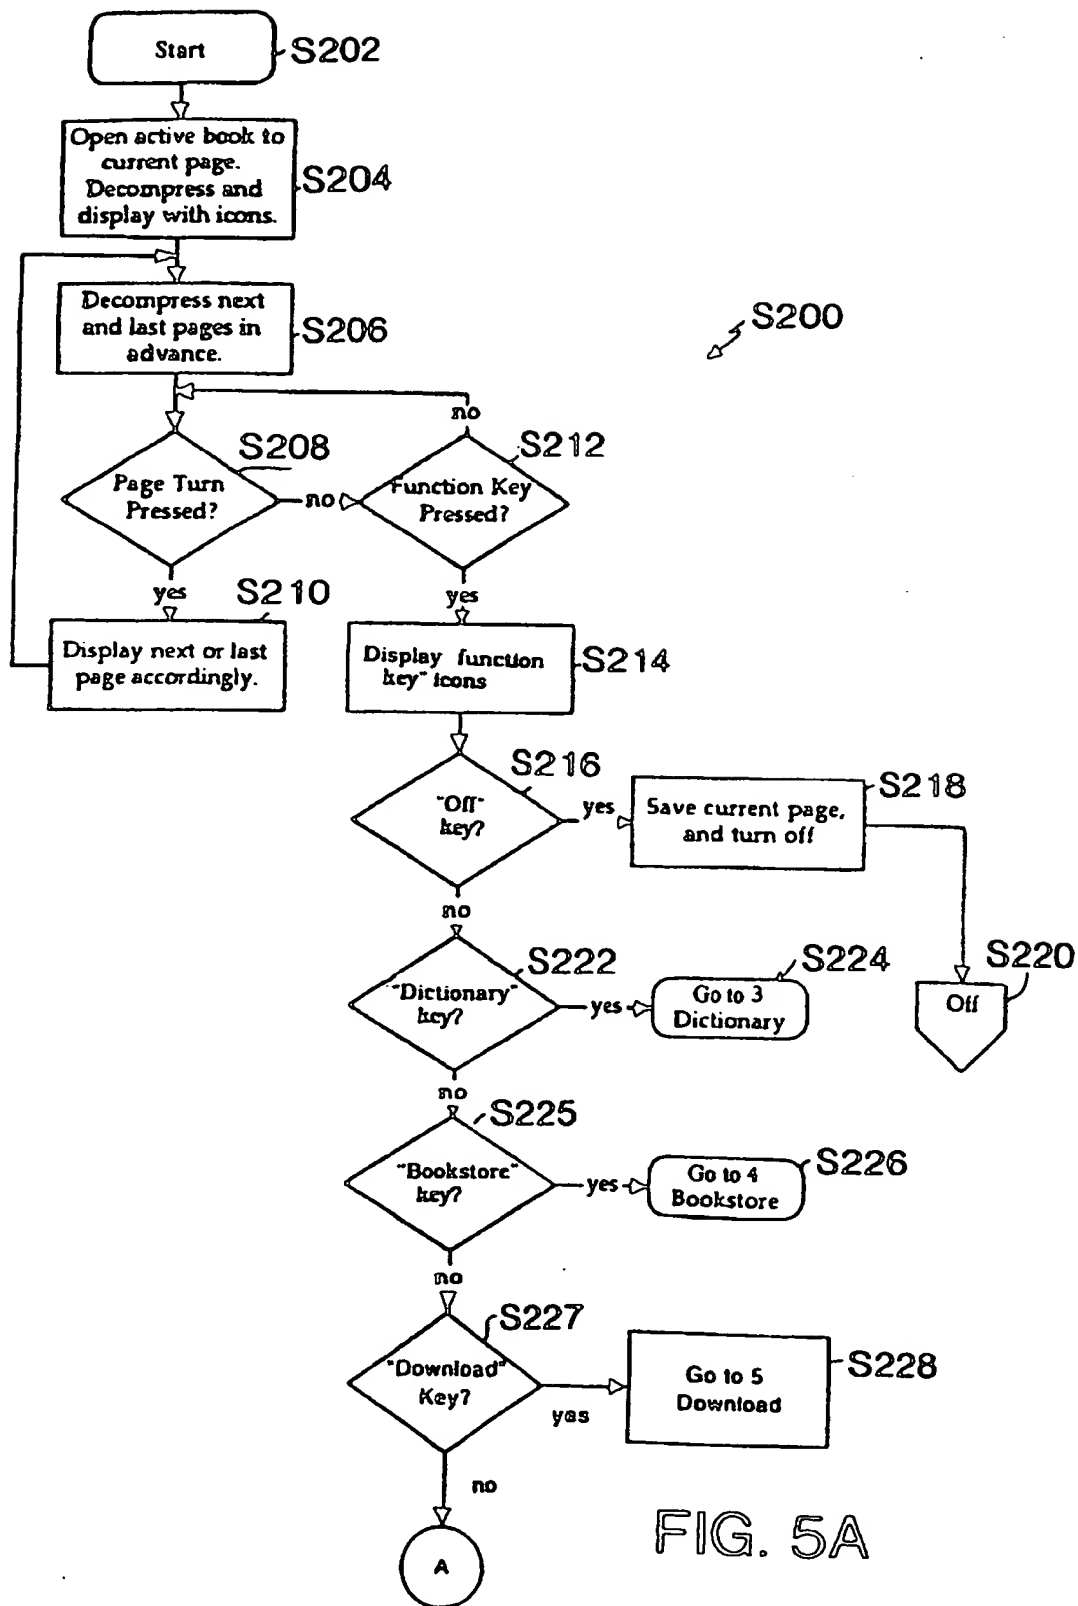 Start
S202
Open active book to
current page.
Decompress and
display with icons.
S204
Decompress next
and last pages in
advance.
S206
S200
no
S208
S212
Page Turn
Pressed?
no
Function Key
Pressed?
yes
S210
yes
Display next or last
page accordingly.
Display function
key" icons
S214
S216
"Off"
key?
yes
Save current page,
and turn off
S218
no
S222
"Dictionary"
key?
yes
Go to 3
Dictionary
S224
S220
Off
no
S225
"Bookstore"
key?
yes
Go to 4
Bookstore
S226
no
S227
"Download"
Key?
yes
Go to 5
Download
S228
no
A
FIG. 5A